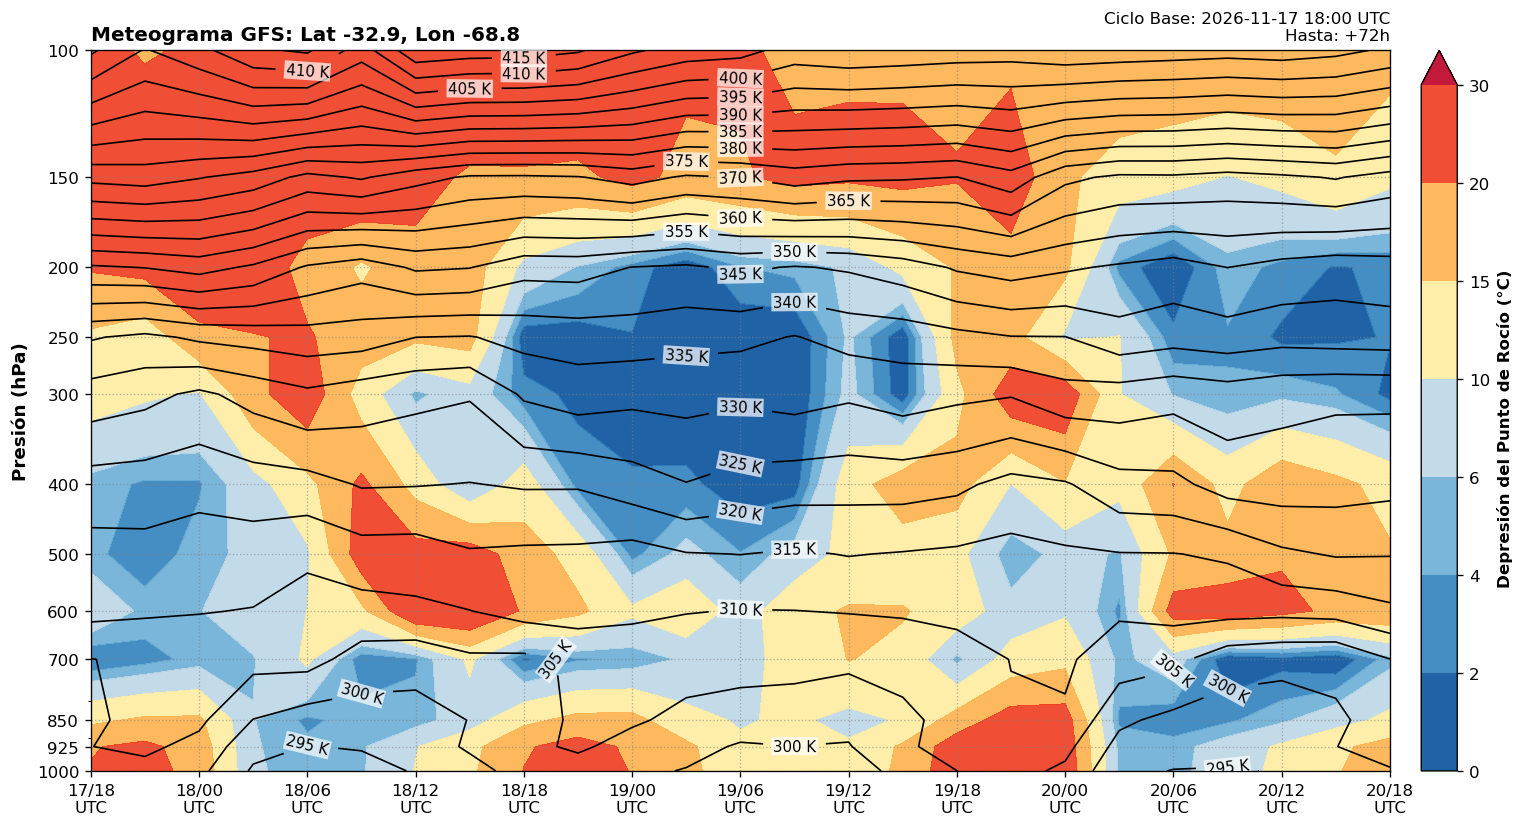 Ciclo Base: 2026-11-17 18:00 UTC
Meteograma GFS: Lat -32.9, Lon -68.8
Hasta: +72h
100
150
200
250
300
400
500
600
700
850
925
1000
Presión (hPa)
415 K
410 K
410 K
405 K
400 K
395 K
390 K
385 K
380 K
375 K
370 K
365 K
360 K
355 K
350 K
345 K
340 K
335 K
330 K
325 K
320 K
315 K
310 K
305 K
305 K
300 K
300 K
295 K
300 K
295 K
17/18 UTC
18/00 UTC
18/06 UTC
18/12 UTC
18/18 UTC
19/00 UTC
19/06 UTC
19/12 UTC
19/18 UTC
20/00 UTC
20/06 UTC
20/12 UTC
20/18 UTC
30
20
15
10
6
4
2
0
Depresión del Punto de Rocío (°C)